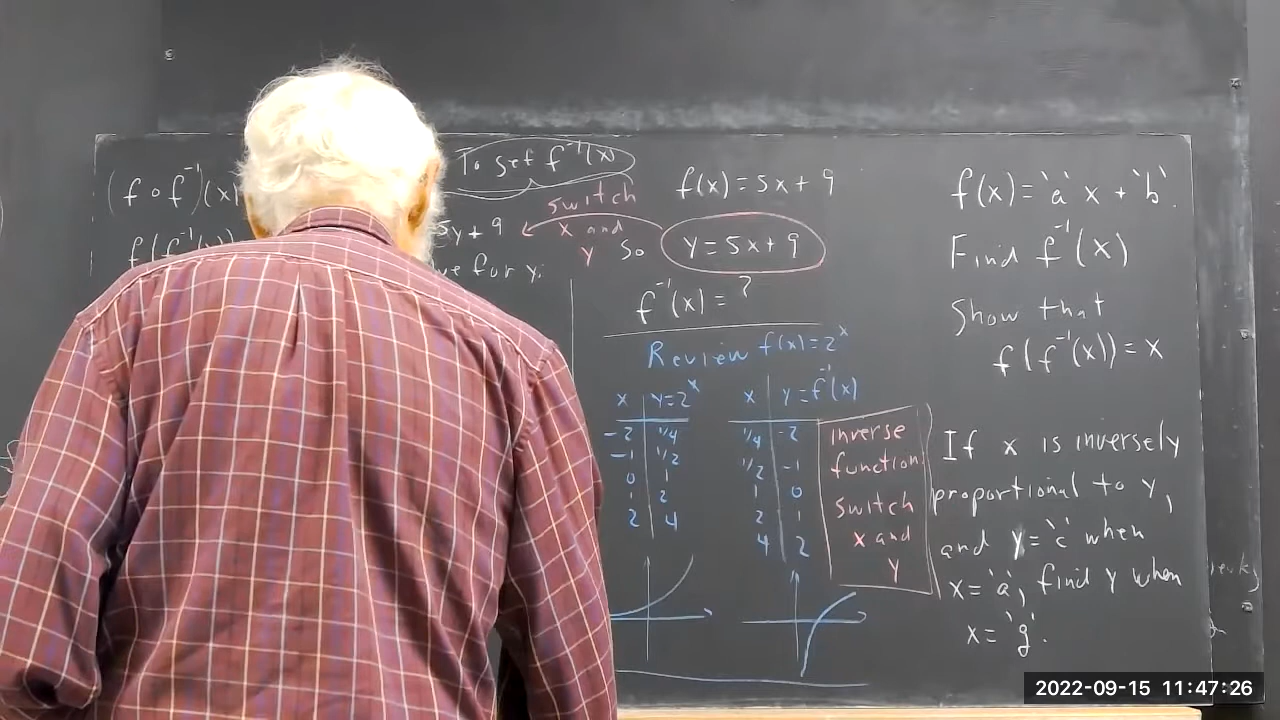 (f o f⁻¹)(x)
f(f⁻¹(x))
To get f⁻¹(x)
switch
x and
y
5y + 9
ve for y.
f(x) = 5x + 9
So y = 5x + 9
f⁻¹(x) = ?
Review f(x) = 2ˣ
x y = 2ˣ
-2 1/4
-1 1/2
0 1
1 2
2 4
x y = f⁻¹(x)
1/4 -2
1/2 -1
1 0
2 1
4 2
inverse
function
switch
x and
y
f(x) = 'a' x + 'b'.
Find f⁻¹(x)
Show that
f(f⁻¹(x)) = x
If x is inversely
proportional to y,
and y = 'c' when
x = 'a', find y when
x = 'g'.
2022-09-15 11:47:26